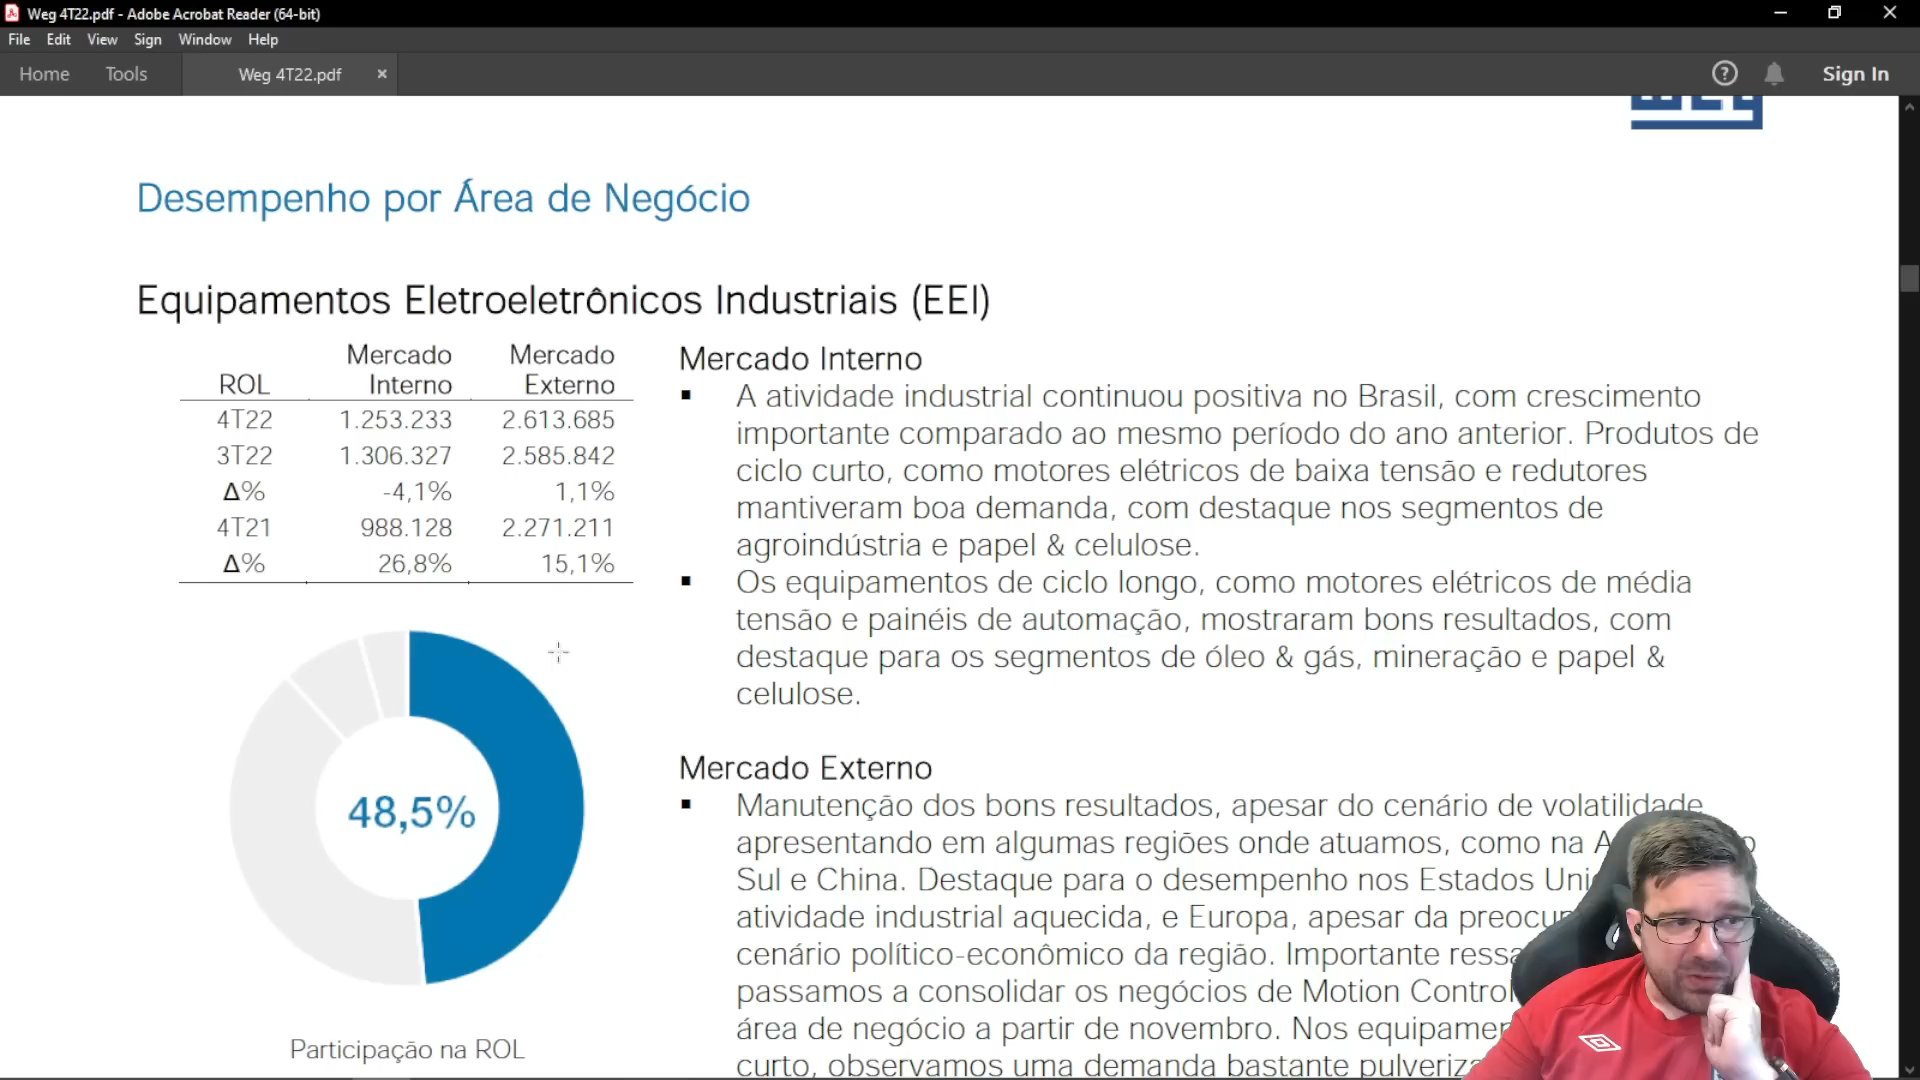 Weg 4T22.pdf - Adobe Acrobat Reader (64-bit)
File Edit View Sign Window Help
Home Tools Weg 4T22.pdf × Sign In
Desempenho por Área de Negócio
Equipamentos Eletroeletrônicos Industriais (EEI)
ROL Mercado Interno Mercado Externo
4T22 1.253.233 2.613.685
3T22 1.306.327 2.585.842
Δ% -4,1% 1,1%
4T21 988.128 2.271.211
Δ% 26,8% 15,1%
48,5%
Participação na ROL
Mercado Interno
▪ A atividade industrial continuou positiva no Brasil, com crescimento
importante comparado ao mesmo período do ano anterior. Produtos de
ciclo curto, como motores elétricos de baixa tensão e redutores
mantiveram boa demanda, com destaque nos segmentos de
agroindústria e papel & celulose.
▪ Os equipamentos de ciclo longo, como motores elétricos de média
tensão e painéis de automação, mostraram bons resultados, com
destaque para os segmentos de óleo & gás, mineração e papel &
celulose.
Mercado Externo
▪ Manutenção dos bons resultados, apesar do cenário de volatilidade
apresentando em algumas regiões onde atuamos, como na
Sul e China. Destaque para o desempenho nos Estados
atividade industrial aquecida, e Europa, apesar da
cenário político-econômico da região. Importante
passamos a consolidar os negócios de Motion Control
área de negócio a partir de novembro. Nos
curto, observamos uma demanda bastante